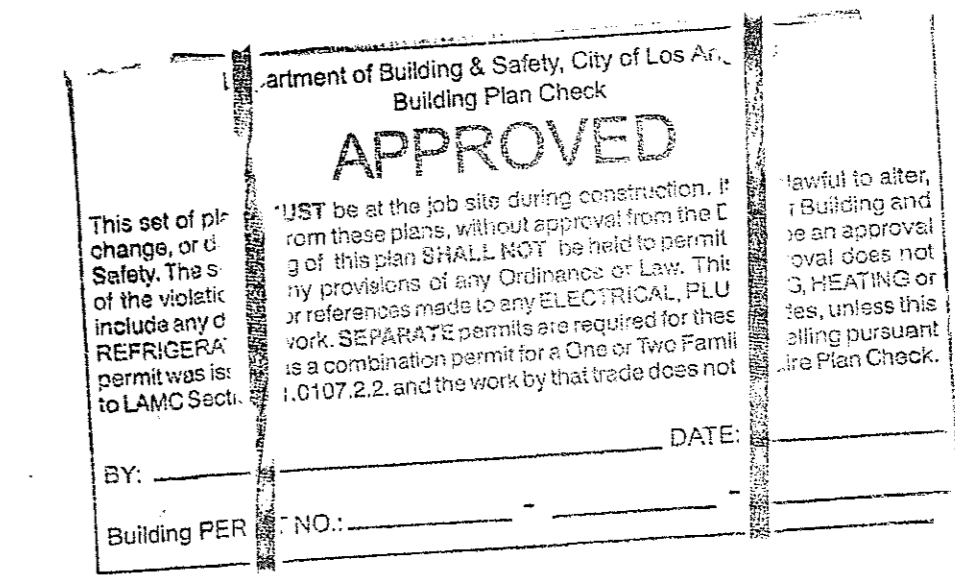 artment of Building & Safety, City of Los An
Building Plan Check
APPROVED
This set of pla UST be at the job site during construction. It lawful to alter,
change, or d rom these plans, without approval from the D r Building and
Safety. The s g of this plan SHALL NOT be held to permit be an approval
of the violatic ny provisions of any Ordinance or Law. This oval does not
include any d or references made to any ELECTRICAL, PLU G, HEATING or
REFRIGERA work. SEPARATE permits are required for thes tes, unless this
permit was iss as a combination permit for a One or Two Famil elling pursuant
to LAMC Secti 1.0107.2.2. and the work by that trade does not ire Plan Check.
BY: DATE:
Building PER T NO.: - -